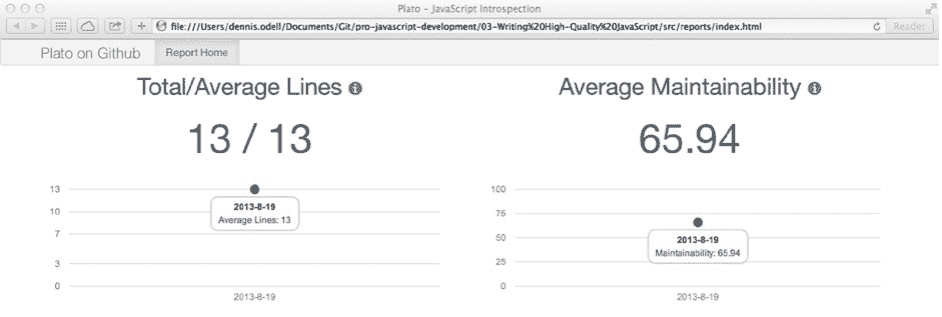 Plato - JavaScript Introspection
file:///Users/dennis.odell/Documents/Git/pro-javascript-development/03-Writing%20High-Quality%20JavaScript/src/reports/index.html
Reader
Plato on Github
Report Home
Total/Average Lines
13 / 13
13
10
7
3
0
2013-8-19
Average Lines: 13
2013-8-19
Average Maintainability
65.94
100
75
50
25
0
2013-8-19
Maintainability: 65.94
2013-8-19